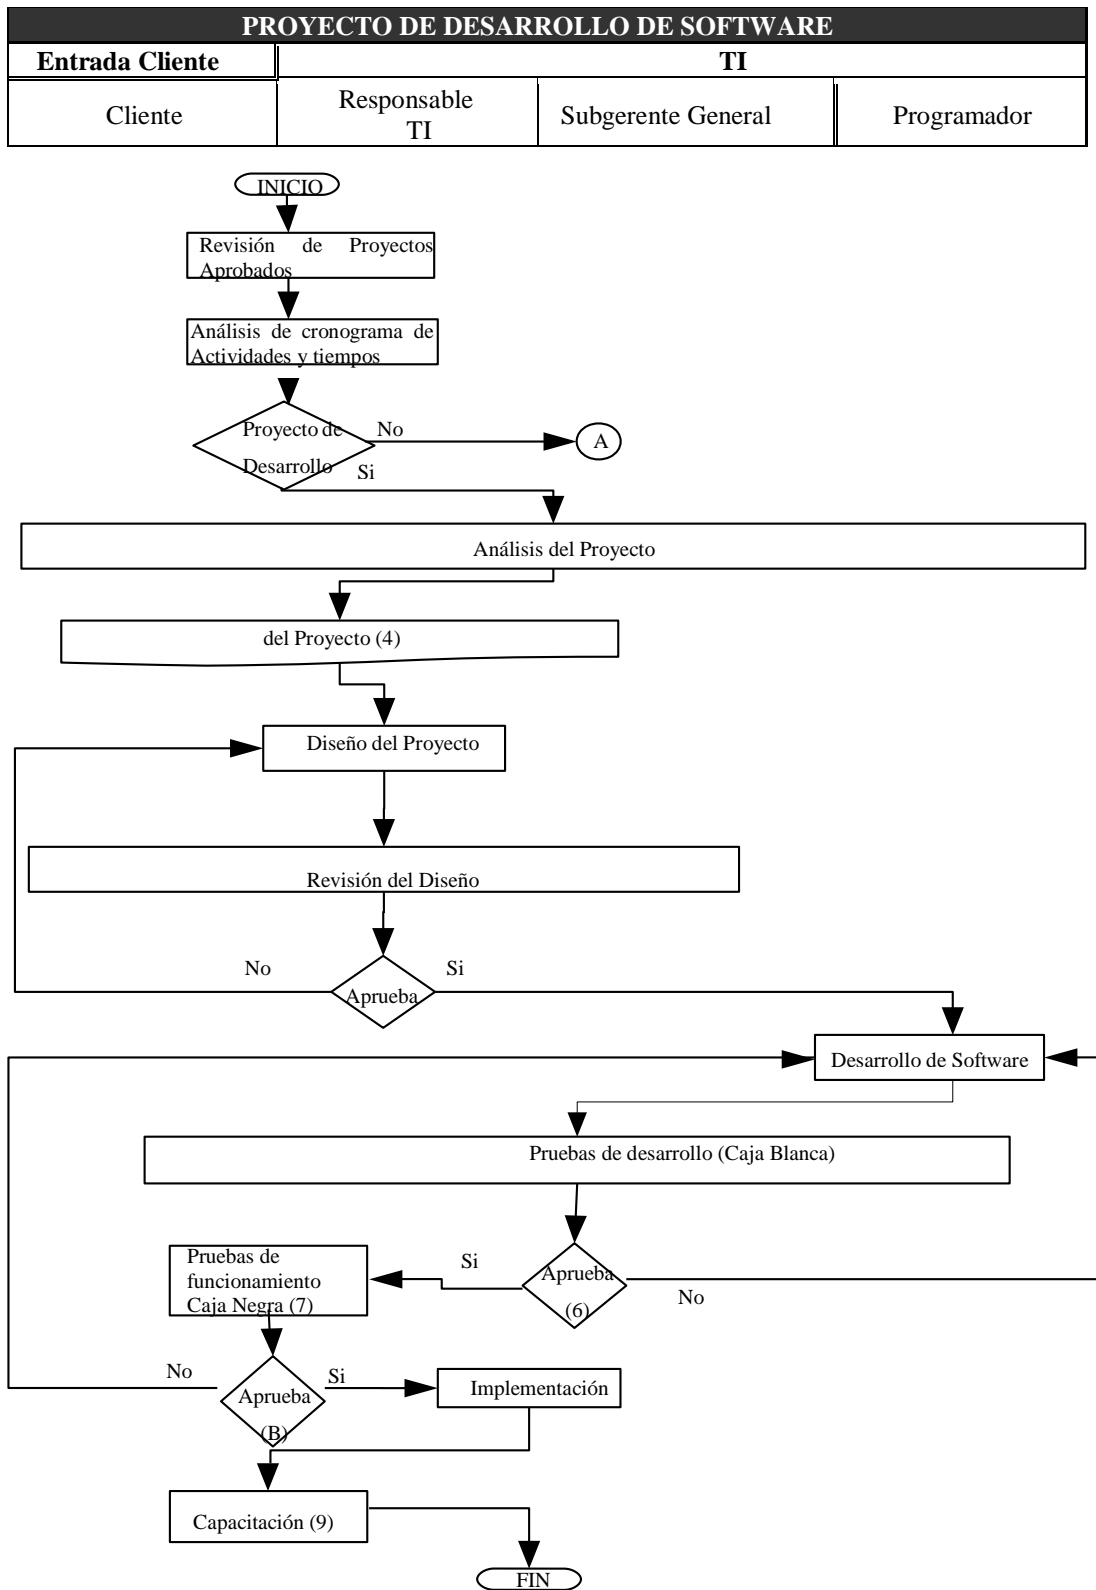 PROYECTO DE DESARROLLO DE SOFTWARE
Entrada Cliente
TI
Cliente
Responsable
TI
Subgerente General
Programador
INICIO
Revisión de Proyectos
Aprobados
Análisis de cronograma de
Actividades y tiempos
Proyecto de
Desarrollo
No
A
Si
Análisis del Proyecto
del Proyecto (4)
Diseño del Proyecto
Revisión del Diseño
No
Si
Aprueba
Desarrollo de Software
Pruebas de desarrollo (Caja Blanca)
Pruebas de
funcionamiento
Caja Negra (7)
Si
Aprueba
(6)
No
No
Si
Aprueba
(B)
Implementación
Capacitación (9)
FIN